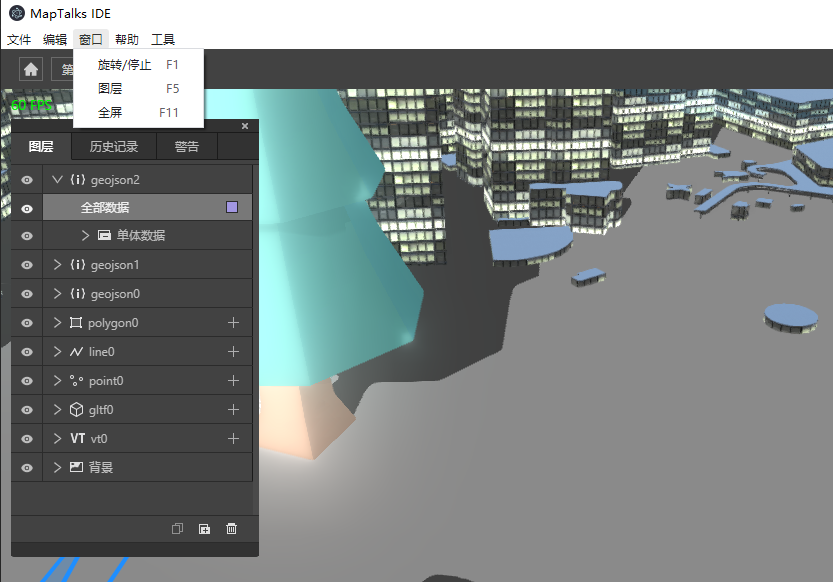 MapTalks IDE
文件 编辑 窗口 帮助 工具
旋转/停止 F1
第
图层 F5
60 FPS
全屏 F11
图层 历史记录 警告
{i} geojson2
全部数据
单体数据
{i} geojson1
{i} geojson0
polygon0
line0
point0
gltf0
VT vt0
背景